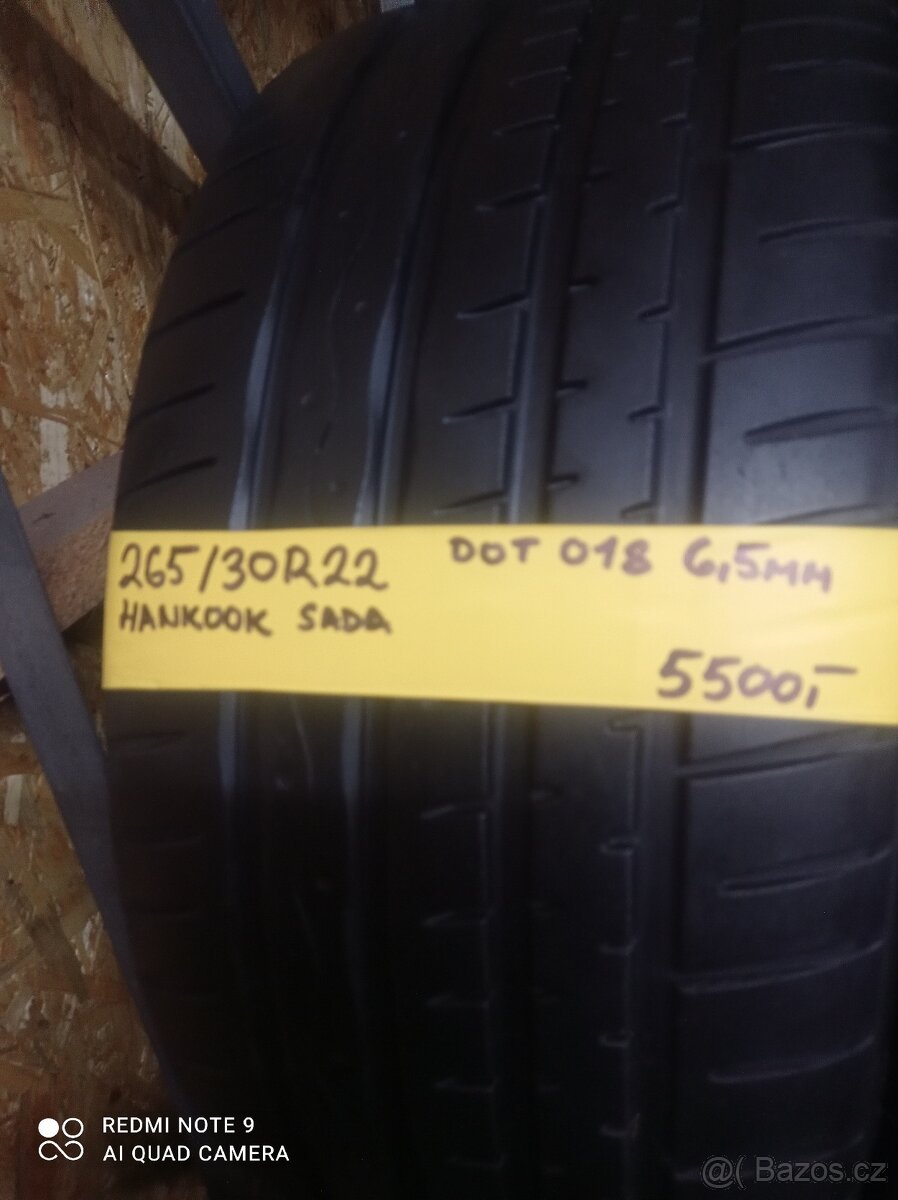 265/30R22 DOT 018 6,5MM
HANKOOK SADA
5500,-
REDMI NOTE 9
AI QUAD CAMERA
@( Bazos.cz